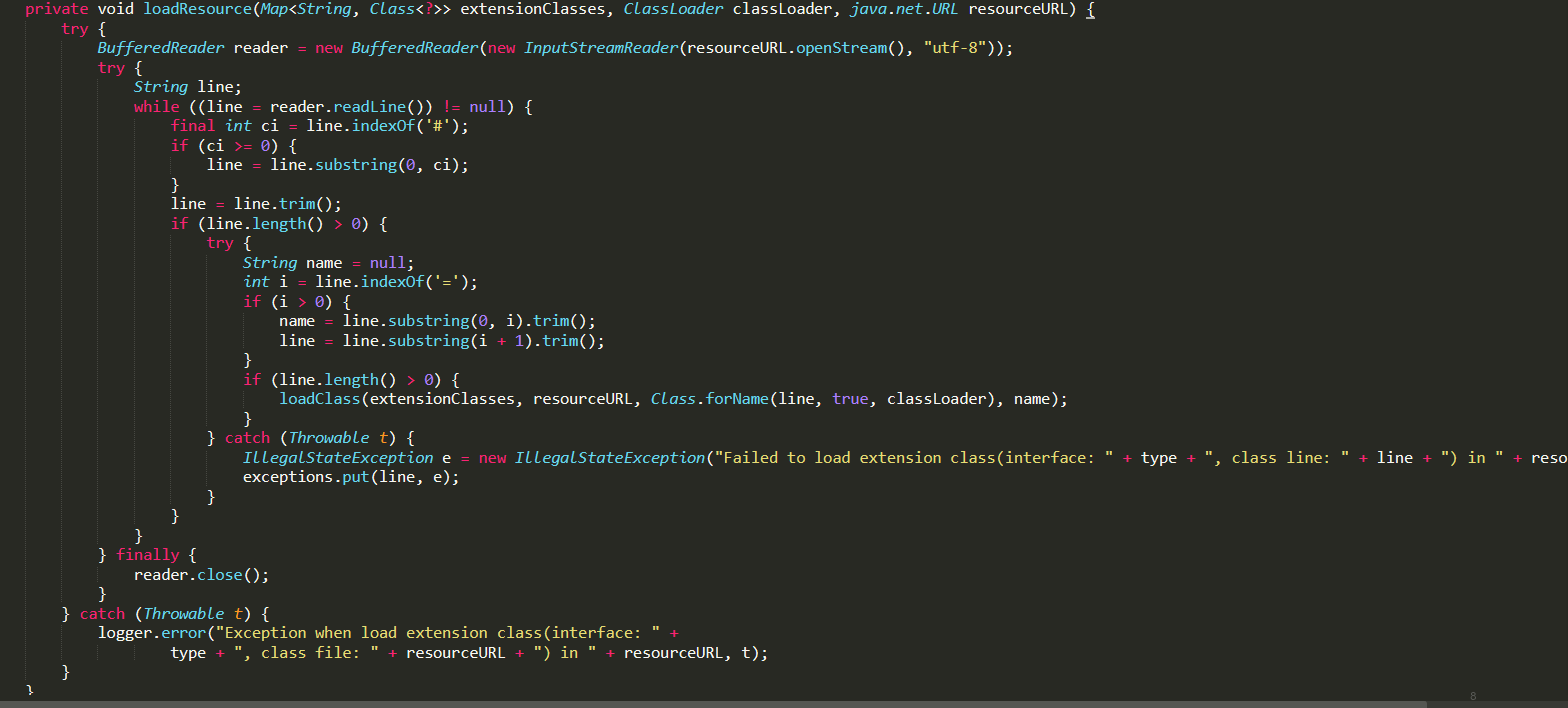 private void loadResource(Map<String, Class<?>> extensionClasses, ClassLoader classLoader, java.net.URL resourceURL) {
    try {
        BufferedReader reader = new BufferedReader(new InputStreamReader(resourceURL.openStream(), "utf-8"));
        try {
            String line;
            while ((line = reader.readLine()) != null) {
                final int ci = line.indexOf('#');
                if (ci >= 0) {
                    line = line.substring(0, ci);
                }
                line = line.trim();
                if (line.length() > 0) {
                    try {
                        String name = null;
                        int i = line.indexOf('=');
                        if (i > 0) {
                            name = line.substring(0, i).trim();
                            line = line.substring(i + 1).trim();
                        }
                        if (line.length() > 0) {
                            loadClass(extensionClasses, resourceURL, Class.forName(line, true, classLoader), name);
                        }
                    } catch (Throwable t) {
                        IllegalStateException e = new IllegalStateException("Failed to load extension class(interface: " + type + ", class line: " + line + ") in " + reso
                        exceptions.put(line, e);
                    }
                }
            }
        } finally {
            reader.close();
        }
    } catch (Throwable t) {
        logger.error("Exception when load extension class(interface: " +
                type + ", class file: " + resourceURL + ") in " + resourceURL, t);
    }
}
8